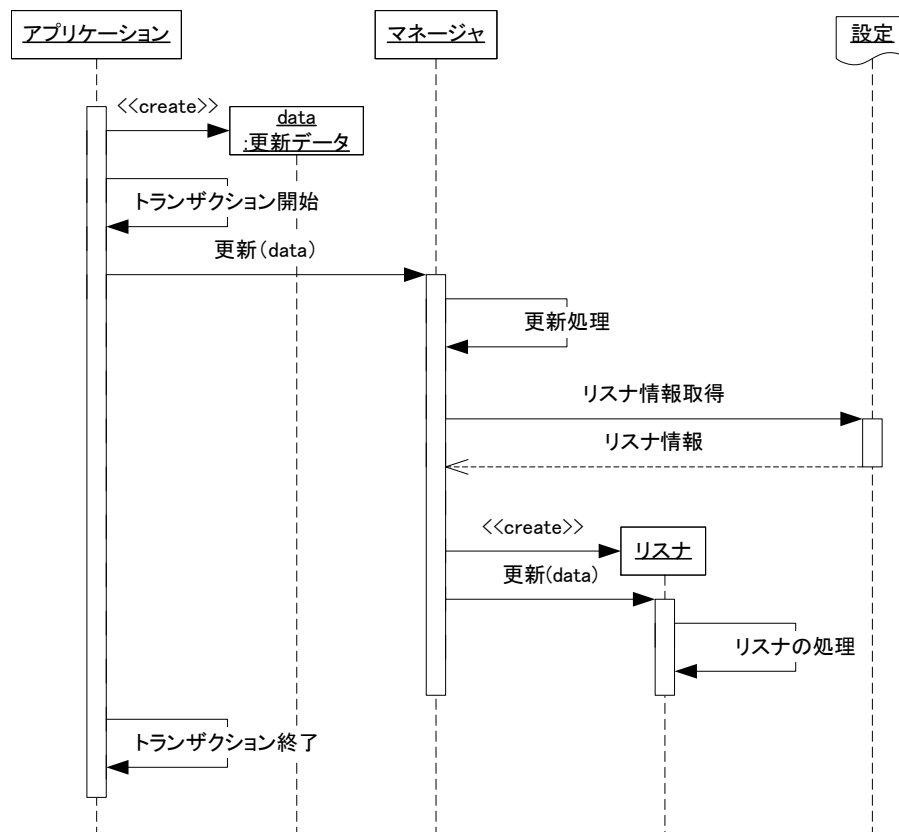 アプリケーション
マネージャ
設定
<<create>>
data
:更新データ
トランザクション開始
更新(data)
更新処理
リスナ情報取得
リスナ情報
<<create>>
リスナ
更新(data)
リスナの処理
トランザクション終了